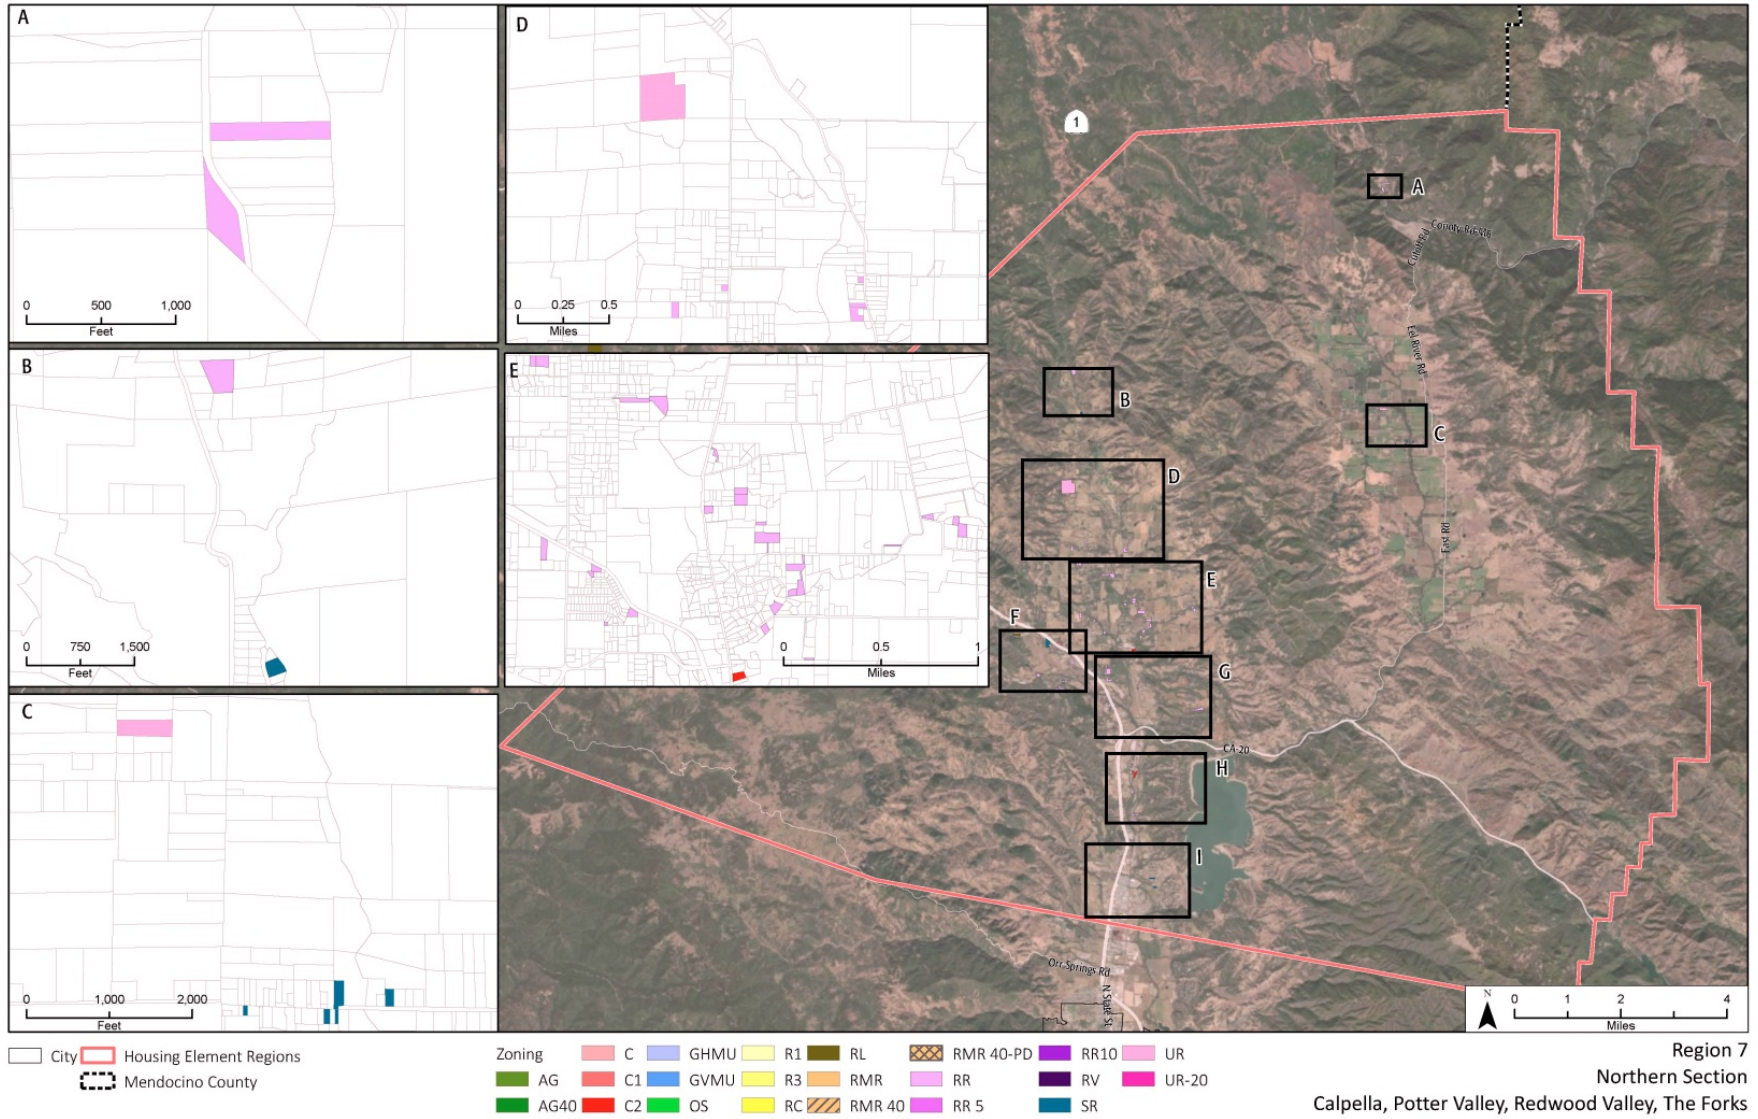 A
0 500 1,000
Feet
B
0 750 1,500
Feet
C
0 1,000 2,000
Feet
D
0 0.25 0.5
Miles
E
0 0.5 1
Miles
1
A
County Rd 416
Eel River Rd
B
C
D
East Rd
E
F
G
CA-20
H
I
Orr Springs Rd
N State St
N
0 1 2 4
Miles
City
Housing Element Regions
Mendocino County
Zoning
AG
AG40
C
C1
C2
GHMU
GVMU
OS
R1
R3
RC
RL
RMR
RMR 40
RMR 40-PD
RR
RR 5
RR10
RV
SR
UR
UR-20
Region 7
Northern Section
Calpella, Potter Valley, Redwood Valley, The Forks